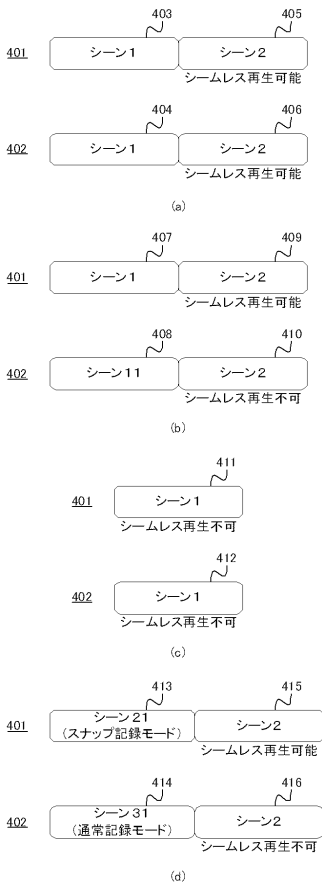 403
405
401
シーン1
シーン2
シームレス再生可能
404
406
402
シーン1
シーン2
シームレス再生可能
(a)
407
409
401
シーン1
シーン2
シームレス再生可能
408
410
402
シーン11
シーン2
シームレス再生不可
(b)
411
401
シーン1
シームレス再生不可
412
402
シーン1
シームレス再生不可
(c)
413
415
401
シーン21
(スナップ記録モード)
シーン2
シームレス再生可能
414
416
402
シーン31
(通常記録モード)
シーン2
シームレス再生不可
(d)